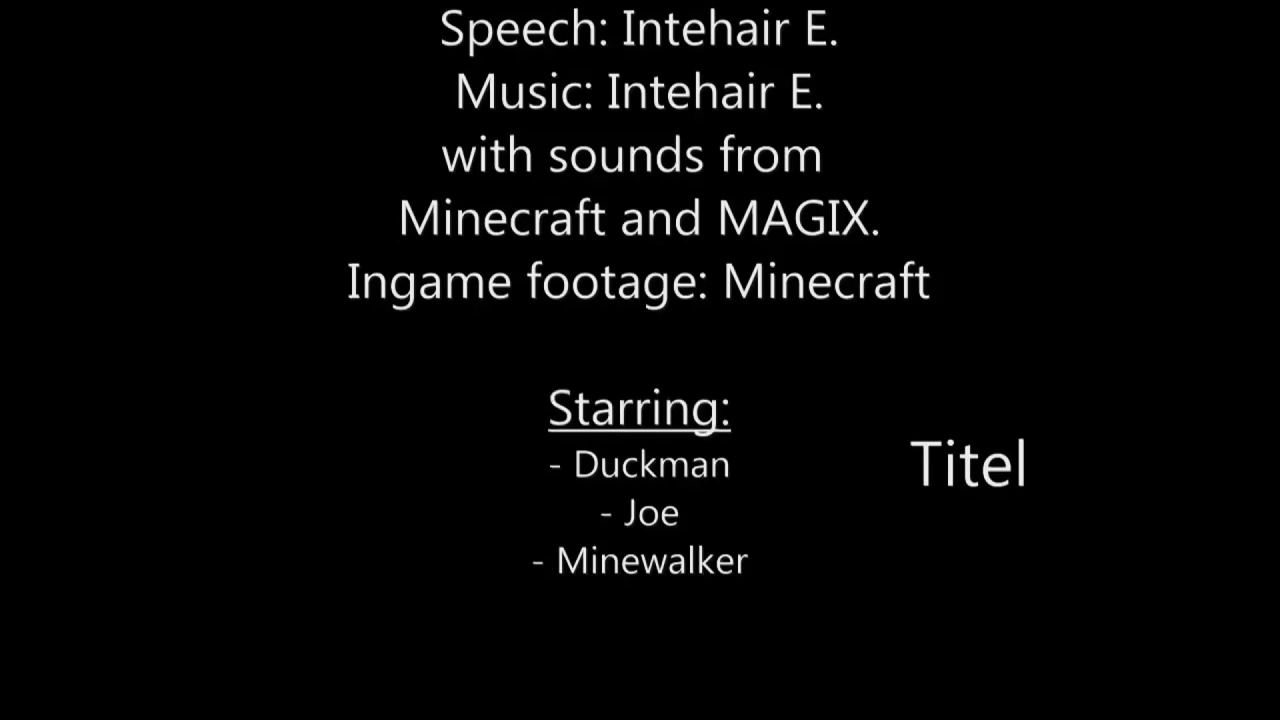 Speech: Intehair E.
Music: Intehair E.
with sounds from
Minecraft and MAGIX.
Ingame footage: Minecraft
Starring:
- Duckman
Titel
- Joe
- Minewalker